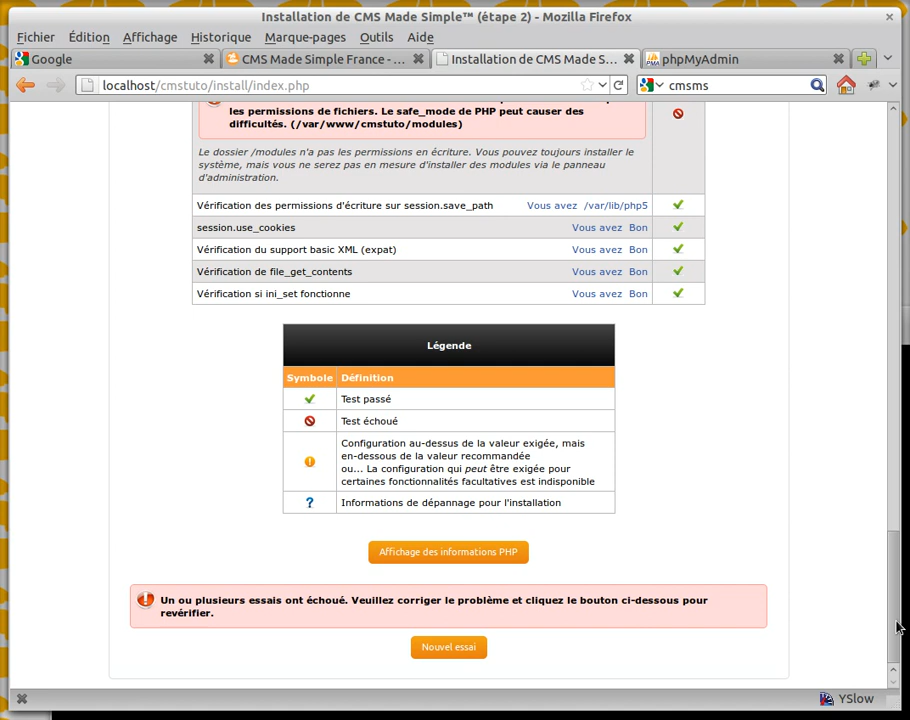 Installation de CMS Made Simple™ (étape 2) - Mozilla Firefox
Fichier Édition Affichage Historique Marque-pages Outils Aide
Google CMS Made Simple France - ... Installation de CMS Made S... phpMyAdmin
localhost/cmstuto/install/index.php cmsms
les permissions de fichiers. Le safe_mode de PHP peut causer des
difficultés. (/var/www/cmstuto/modules)
Le dossier /modules n'a pas les permissions en écriture. Vous pouvez toujours installer le
système, mais vous ne serez pas en mesure d'installer des modules via le panneau
d'administration.
Vérification des permissions d'écriture sur session.save_path Vous avez /var/lib/php5
session.use_cookies Vous avez Bon
Vérification du support basic XML (expat) Vous avez Bon
Vérification de file_get_contents Vous avez Bon
Vérification si ini_set fonctionne Vous avez Bon
Légende
Symbole Définition
Test passé
Test échoué
Configuration au-dessus de la valeur exigée, mais
en-dessous de la valeur recommandée
ou... La configuration qui peut être exigée pour
certaines fonctionnalités facultatives est indisponible
? Informations de dépannage pour l'installation
Affichage des informations PHP
Un ou plusieurs essais ont échoué. Veuillez corriger le problème et cliquez le bouton ci-dessous pour
revérifier.
Nouvel essai
YSlow